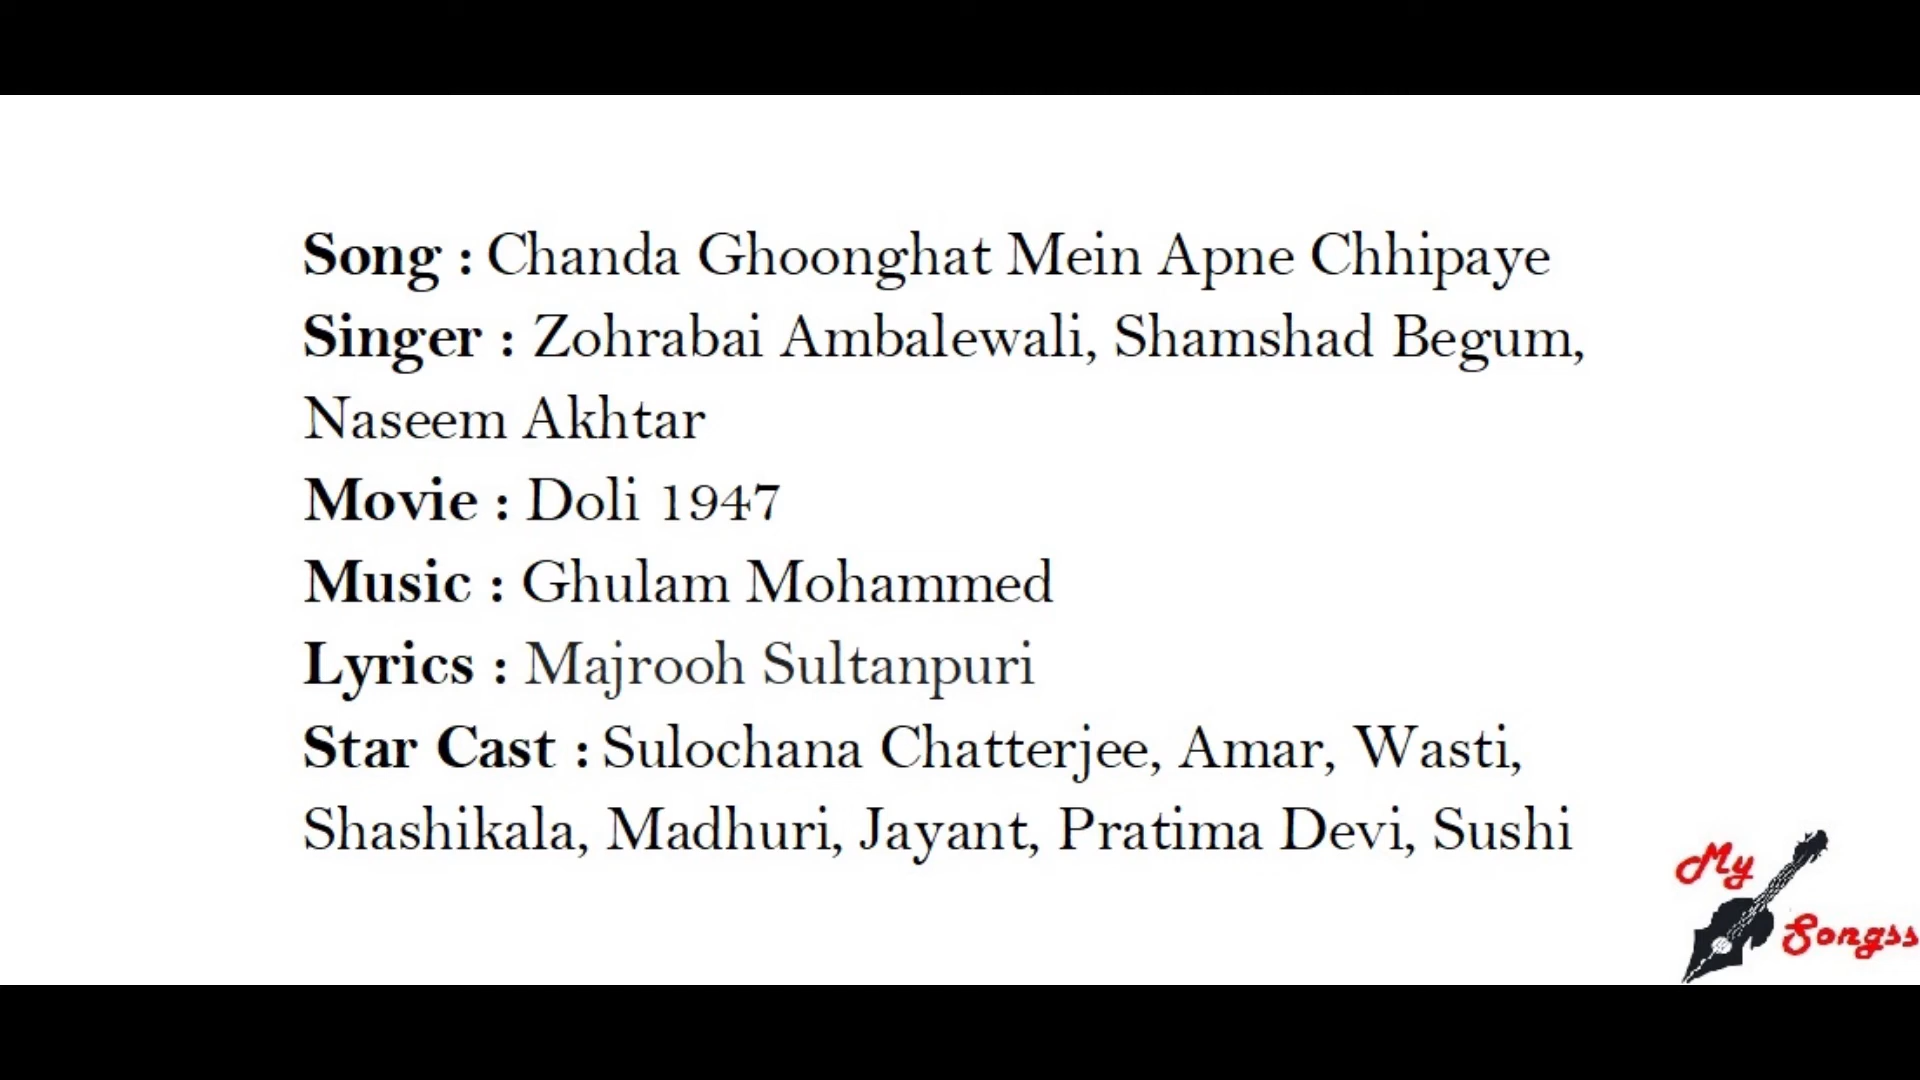 Song : Chanda Ghoonghat Mein Apne Chhipaye
Singer : Zohrabai Ambalewali, Shamshad Begum,
Naseem Akhtar
Movie : Doli 1947
Music : Ghulam Mohammed
Lyrics : Majrooh Sultanpuri
Star Cast : Sulochana Chatterjee, Amar, Wasti,
Shashikala, Madhuri, Jayant, Pratima Devi, Sushi
My
Songss